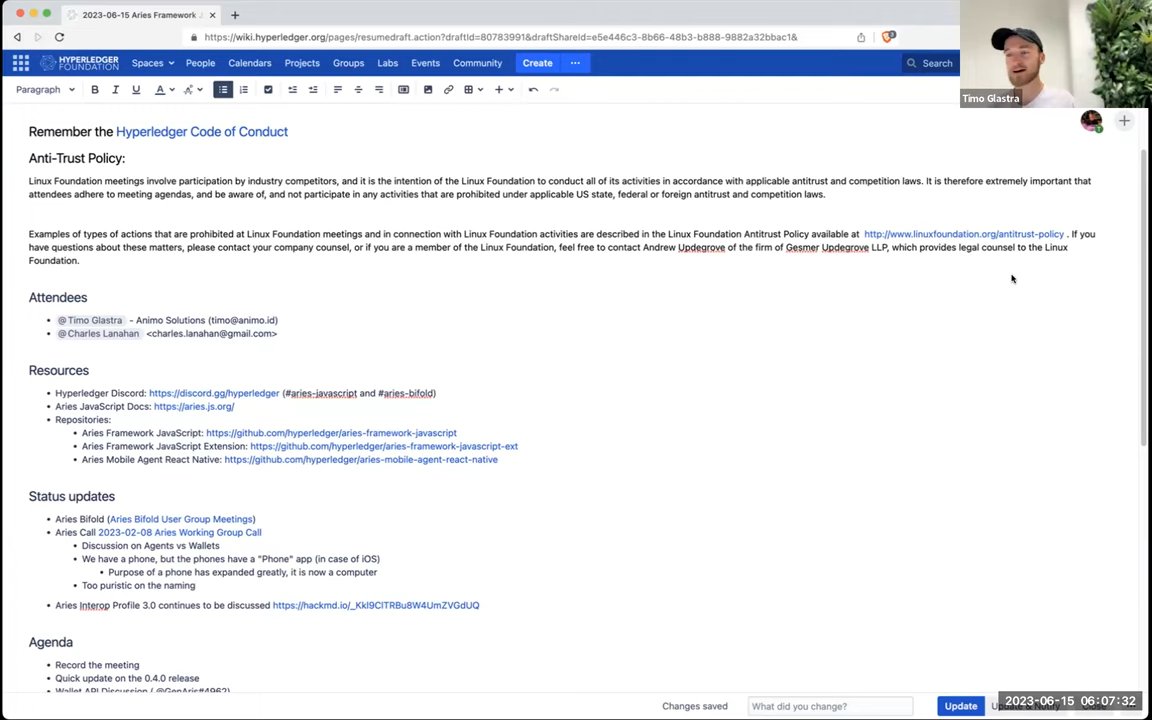 2023-06-15 Aries Framework
https://wiki.hyperledger.org/pages/resumedraft.action?draftId=80783991&draftShareId=e5e446c3-8b66-48b3-b888-9882a32bbac1&
HYPERLEDGER FOUNDATION Spaces People Calendars Projects Groups Labs Events Community Create Search
Paragraph B I U A
Timo Glastra
Remember the Hyperledger Code of Conduct
Anti-Trust Policy:
Linux Foundation meetings involve participation by industry competitors, and it is the intention of the Linux Foundation to conduct all of its activities in accordance with applicable antitrust and competition laws. It is therefore extremely important that
attendees adhere to meeting agendas, and be aware of, and not participate in any activities that are prohibited under applicable US state, federal or foreign antitrust and competition laws.
Examples of types of actions that are prohibited at Linux Foundation meetings and in connection with Linux Foundation activities are described in the Linux Foundation Antitrust Policy available at http://www.linuxfoundation.org/antitrust-policy . If you
have questions about these matters, please contact your company counsel, or if you are a member of the Linux Foundation, feel free to contact Andrew Updegrove of the firm of Gesmer Updegrove LLP, which provides legal counsel to the Linux
Foundation.
Attendees
• @Timo Glastra - Animo Solutions (timo@animo.id)
• @Charles Lanahan <charles.lanahan@gmail.com>
Resources
• Hyperledger Discord: https://discord.gg/hyperledger (#aries-javascript and #aries-bifold)
• Aries JavaScript Docs: https://aries.js.org/
• Repositories:
• Aries Framework JavaScript: https://github.com/hyperledger/aries-framework-javascript
• Aries Framework JavaScript Extension: https://github.com/hyperledger/aries-framework-javascript-ext
• Aries Mobile Agent React Native: https://github.com/hyperledger/aries-mobile-agent-react-native
Status updates
• Aries Bifold (Aries Bifold User Group Meetings)
• Aries Call 2023-02-08 Aries Working Group Call
• Discussion on Agents vs Wallets
• We have a phone, but the phones have a "Phone" app (in case of iOS)
• Purpose of a phone has expanded greatly, it is now a computer
• Too puristic on the naming
• Aries Interop Profile 3.0 continues to be discussed https://hackmd.io/_KkI9CITRBu8W4UmZVGdUQ
Agenda
• Record the meeting
• Quick update on the 0.4.0 release
• Wallet API Discussion ( @GenAris#4962)
Changes saved What did you change? Update
2023-06-15 06:07:32